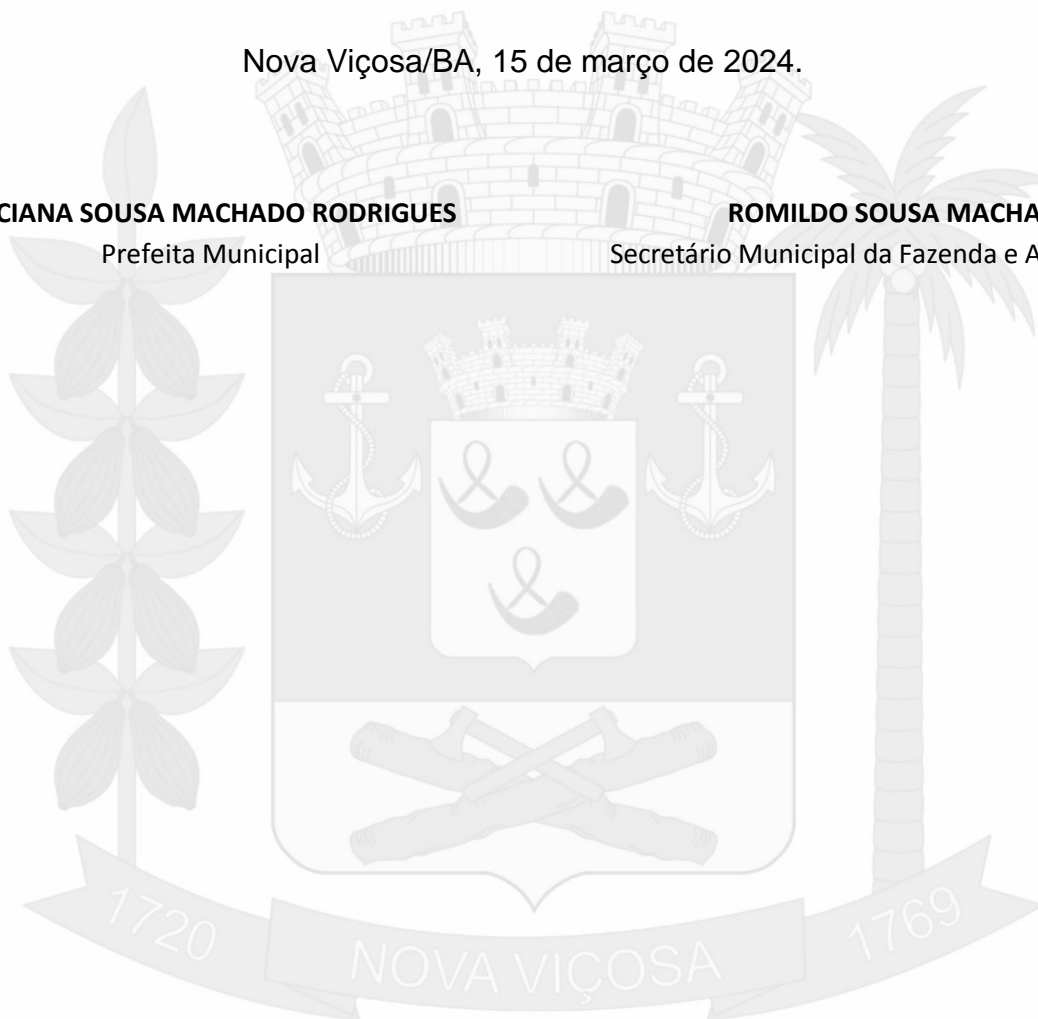 Nova Viçosa/BA, 15 de março de 2024.
CIANA SOUSA MACHADO RODRIGUES ROMILDO SOUSA MACHA
Prefeita Municipal Secretário Municipal da Fazenda e A
1720 NOVA VIÇOSA 1769